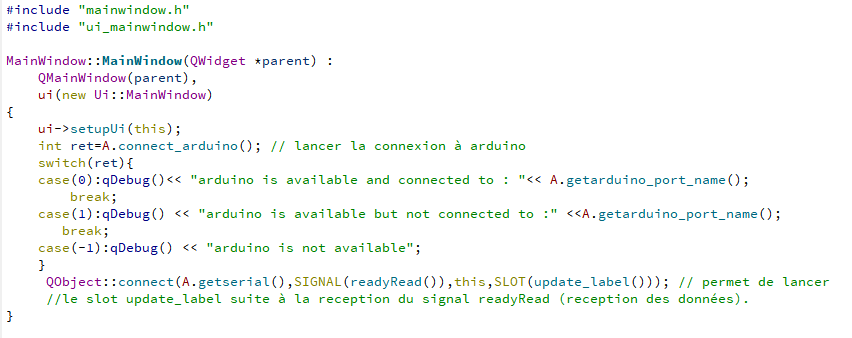 #include "mainwindow.h"
#include "ui_mainwindow.h"
MainWindow::MainWindow(QWidget *parent) :
QMainWindow(parent),
ui(new Ui::MainWindow)
{
ui->setupUi(this);
int ret=A.connect_arduino(); // lancer la connexion à arduino
switch(ret){
case(0):qDebug()<< "arduino is available and connected to : "<< A.getarduino_port_name();
break;
case(1):qDebug() << "arduino is available but not connected to :" <<A.getarduino_port_name();
break;
case(-1):qDebug() << "arduino is not available";
}
QObject::connect(A.getserial(),SIGNAL(readyRead()),this,SLOT(update_label())); // permet de lancer
//le slot update_label suite à la reception du signal readyRead (reception des données).
}